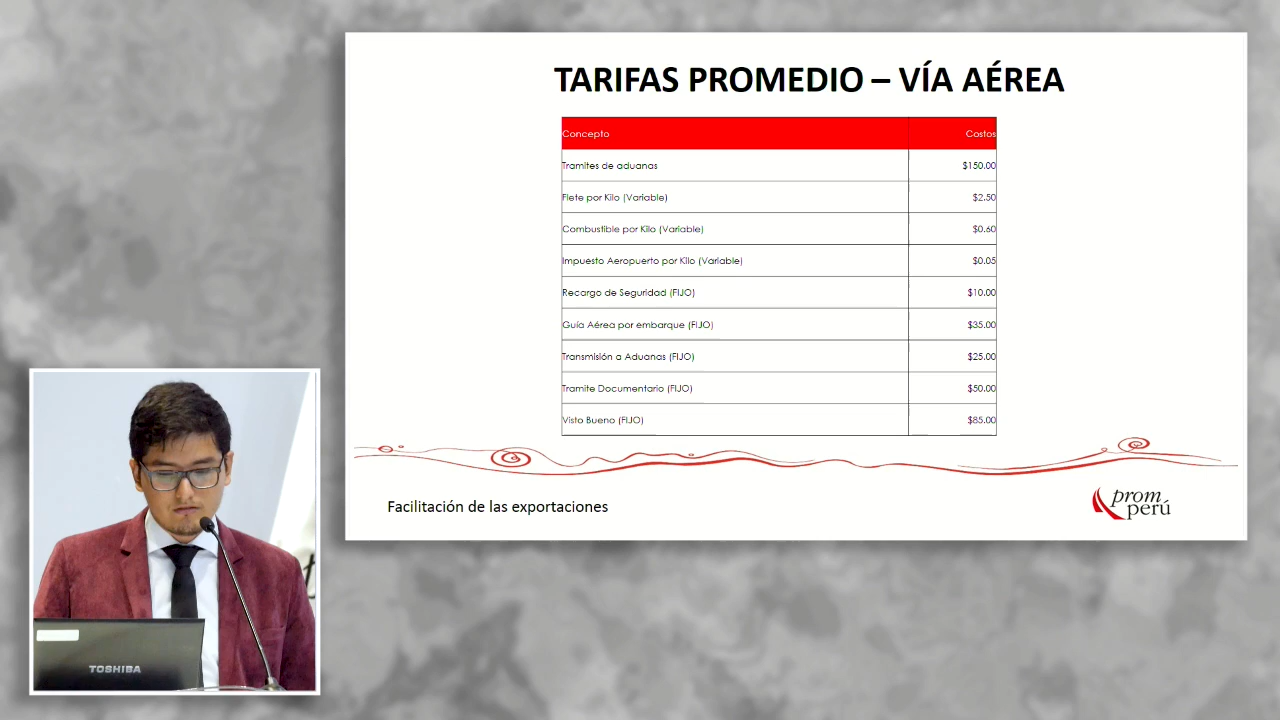 TARIFAS PROMEDIO – VÍA AÉREA
Concepto Costos
Tramites de aduanas $150.00
Flete por Kilo (Variable) $2.50
Combustible por Kilo (Variable) $0.60
Impuesto Aeropuerto por Kilo (Variable) $0.05
Recargo de Seguridad (FIJO) $10.00
Guía Aérea por embarque (FIJO) $35.00
Transmisión a Aduanas (FIJO) $25.00
Tramite Documentario (FIJO) $50.00
Visto Bueno (FIJO) $85.00
Facilitación de las exportaciones
prom
perú
TOSHIBA